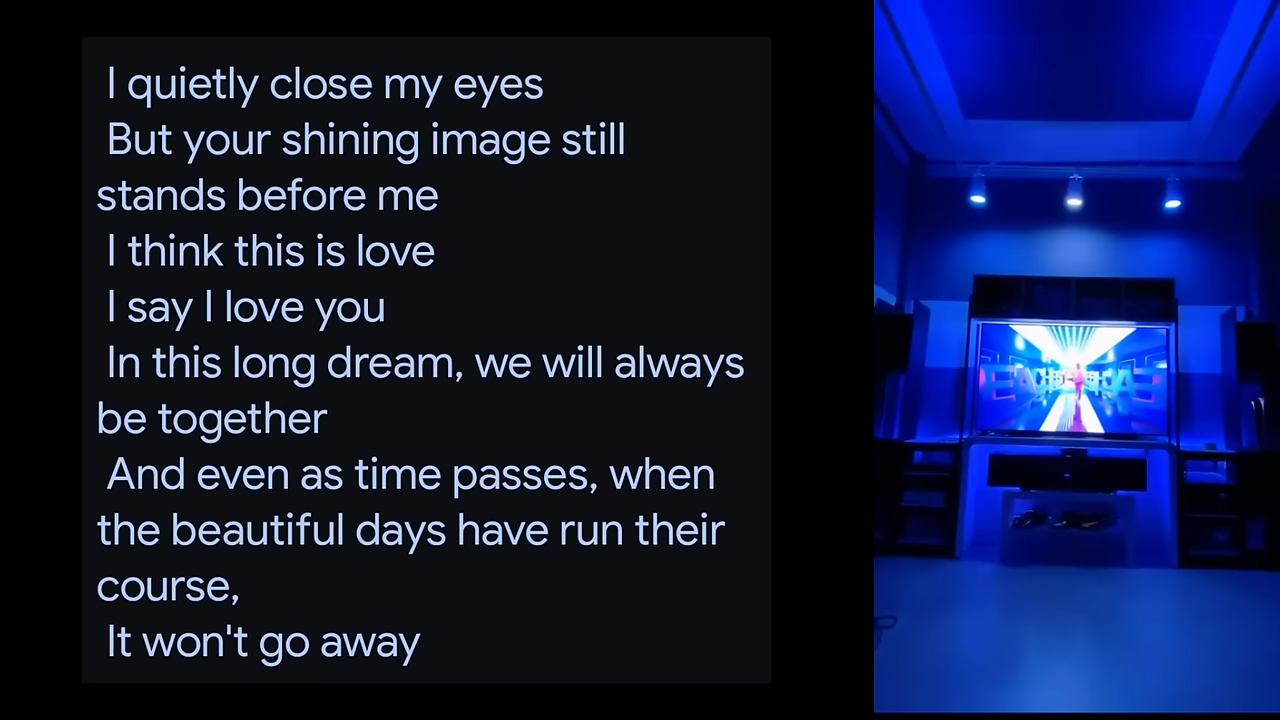 I quietly close my eyes
But your shining image still
stands before me
I think this is love
I say I love you
In this long dream, we will always
be together
And even as time passes, when
the beautiful days have run their
course,
It won't go away